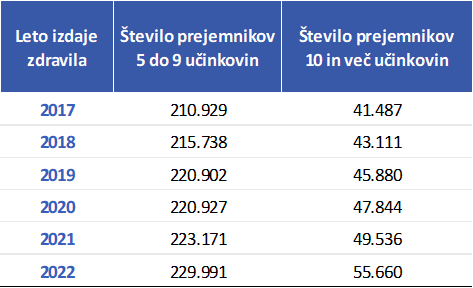 Leto izdaje zdravila | Število prejemnikov 5 do 9 učinkovin | Število prejemnikov 10 in več učinkovin
2017 210.929 41.487
2018 215.738 43.111
2019 220.902 45.880
2020 220.927 47.844
2021 223.171 49.536
2022 229.991 55.660